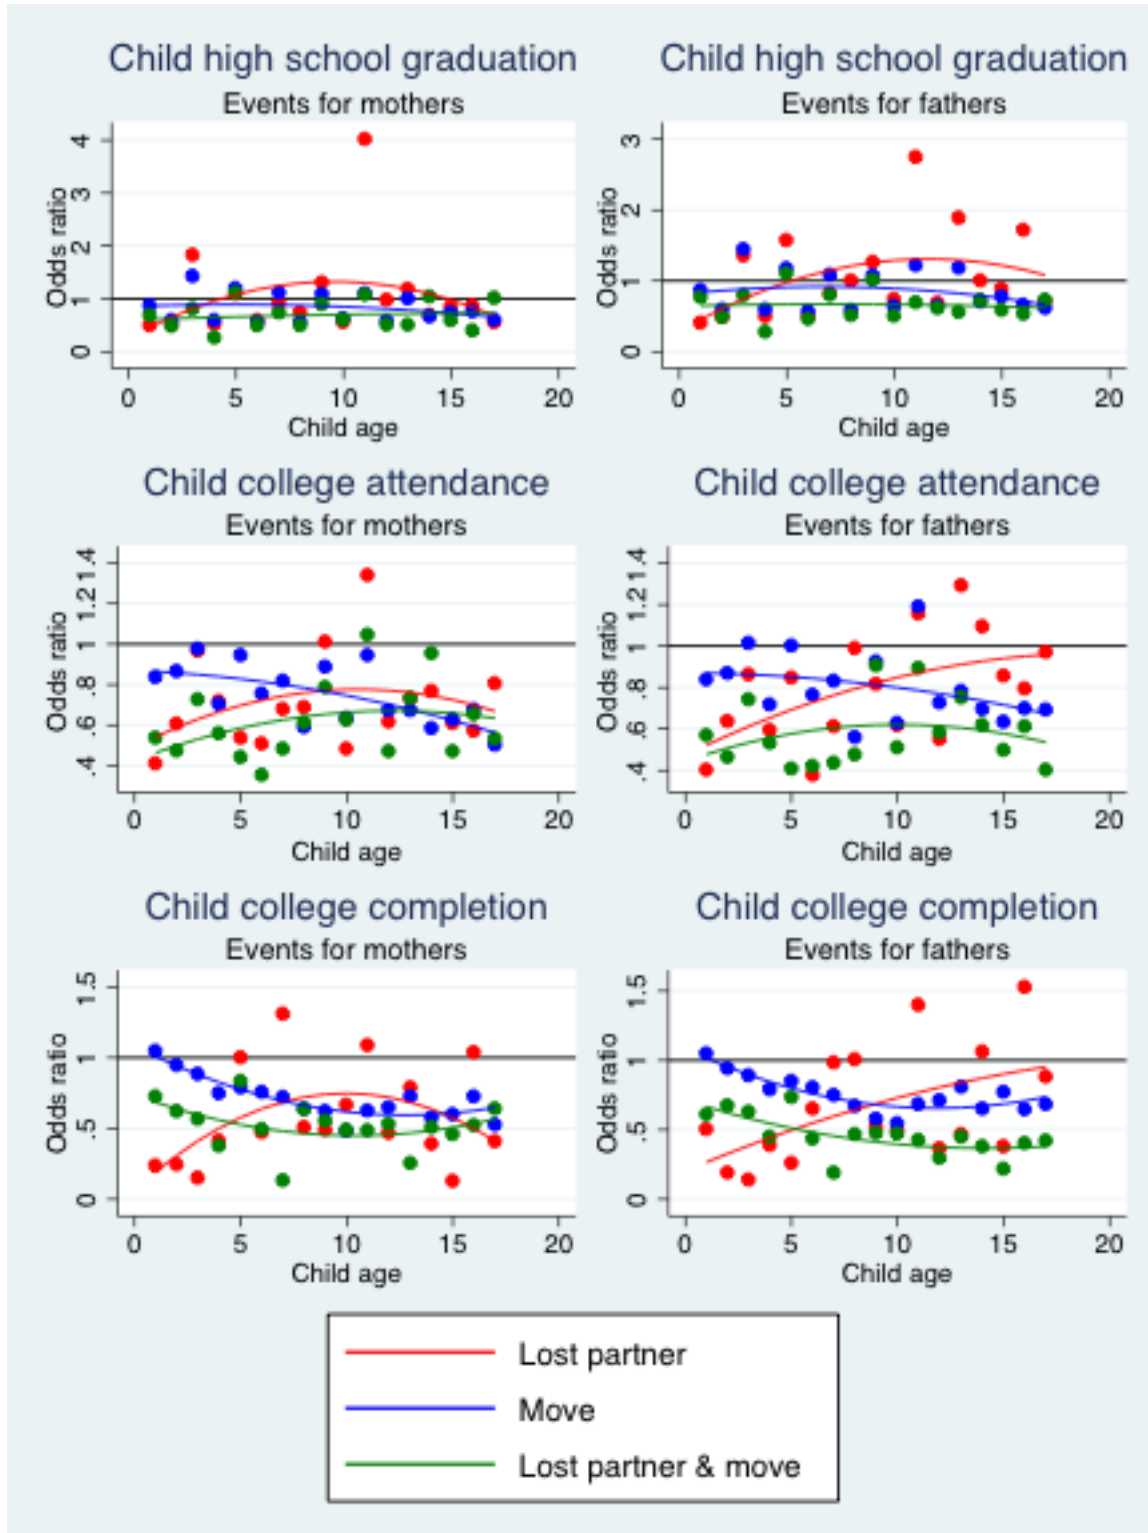 Child high school graduation
Events for mothers
Odds ratio
0 1 2 3 4
0 5 10 15 20
Child age
Child high school graduation
Events for fathers
Odds ratio
0 1 2 3
0 5 10 15 20
Child age
Child college attendance
Events for mothers
Odds ratio
.4 .6 .8 1 1.2 1.4
0 5 10 15 20
Child age
Child college attendance
Events for fathers
Odds ratio
.4 .6 .8 1 1.2 1.4
0 5 10 15 20
Child age
Child college completion
Events for mothers
Odds ratio
0 .5 1 1.5
0 5 10 15 20
Child age
Child college completion
Events for fathers
Odds ratio
0 .5 1 1.5
0 5 10 15 20
Child age
Lost partner
Move
Lost partner & move